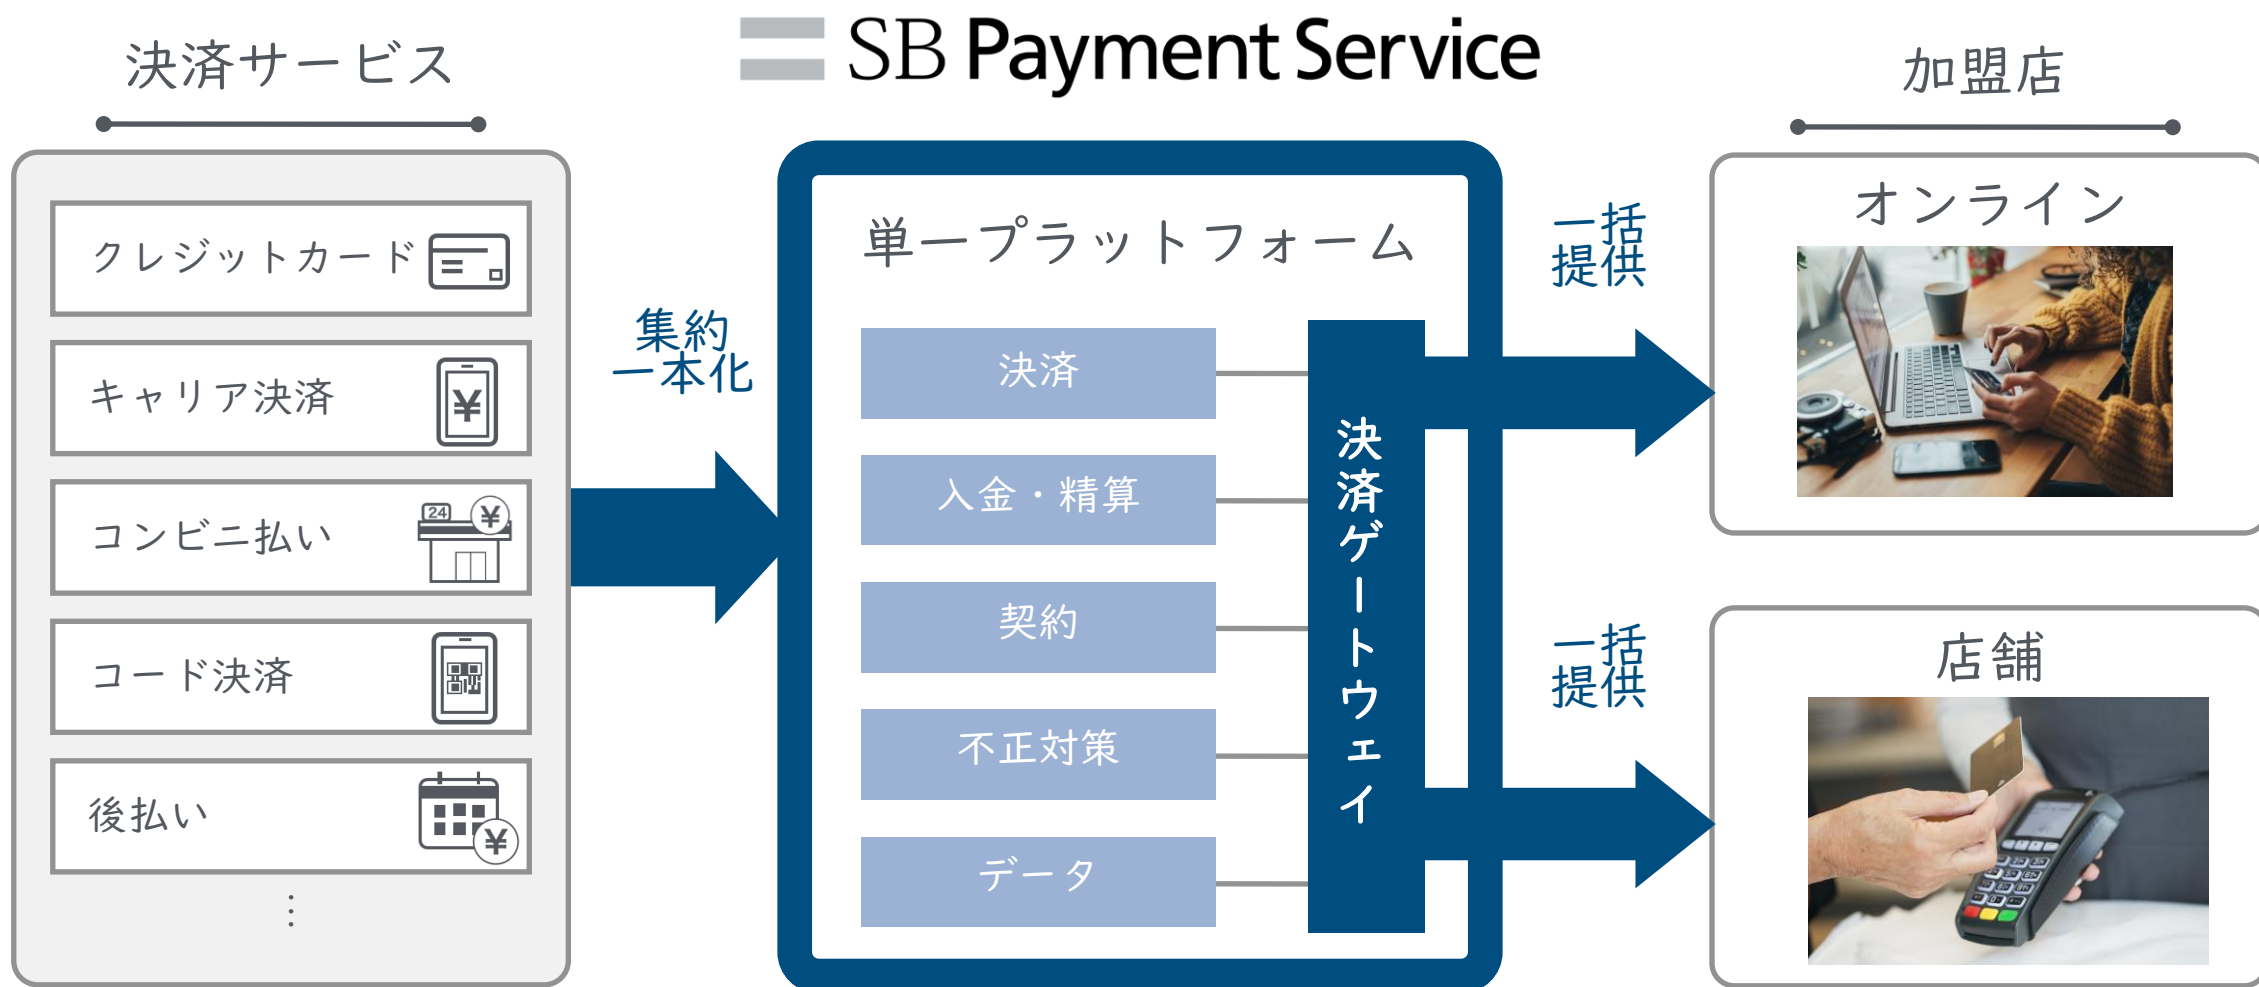 SB Payment Service
決済サービス
クレジットカード
キャリア決済
¥
コンビニ払い
24
¥
コード決済
後払い
¥
⋮
集約
一本化
単一プラットフォーム
決済
入金・精算
契約
不正対策
データ
決済ゲートウェイ
一括
提供
一括
提供
加盟店
オンライン
店舗